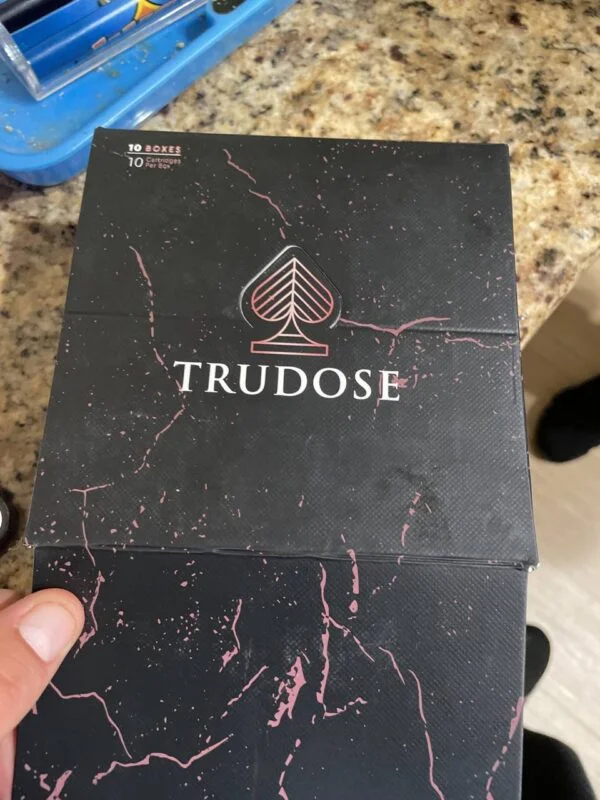 10 BOXES
10 Cartridges
Per Box
TRUDOSE